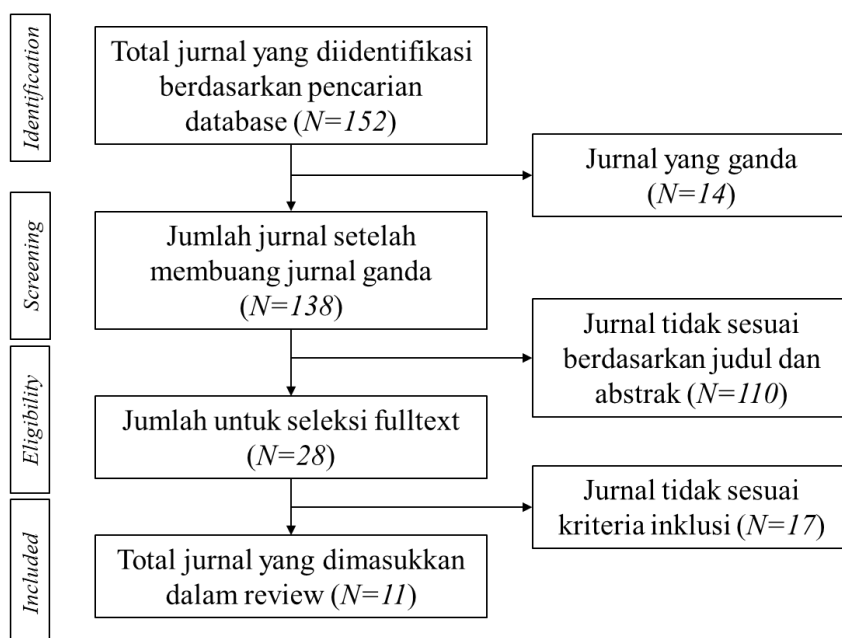 Identification
Total jurnal yang diidentifikasi
berdasarkan pencarian
database (N=152)
Jurnal yang ganda
(N=14)
Screening
Jumlah jurnal setelah
membuang jurnal ganda
(N=138)
Jurnal tidak sesuai
berdasarkan judul dan
abstrak (N=110)
Eligibility
Jumlah untuk seleksi fulltext
(N=28)
Jurnal tidak sesuai
kriteria inklusi (N=17)
Included
Total jurnal yang dimasukkan
dalam review (N=11)